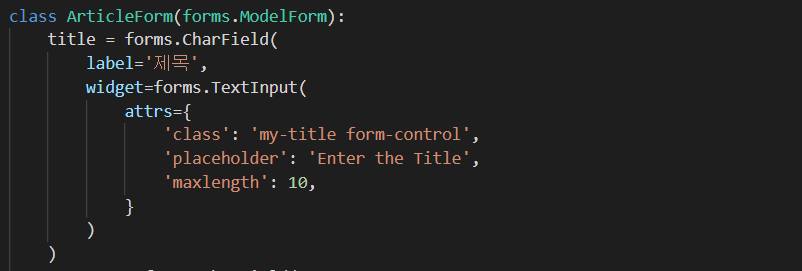 class ArticleForm(forms.ModelForm):
    title = forms.CharField(
        label='제목',
        widget=forms.TextInput(
            attrs={
                'class': 'my-title form-control',
                'placeholder': 'Enter the Title',
                'maxlength': 10,
            }
        )
    )